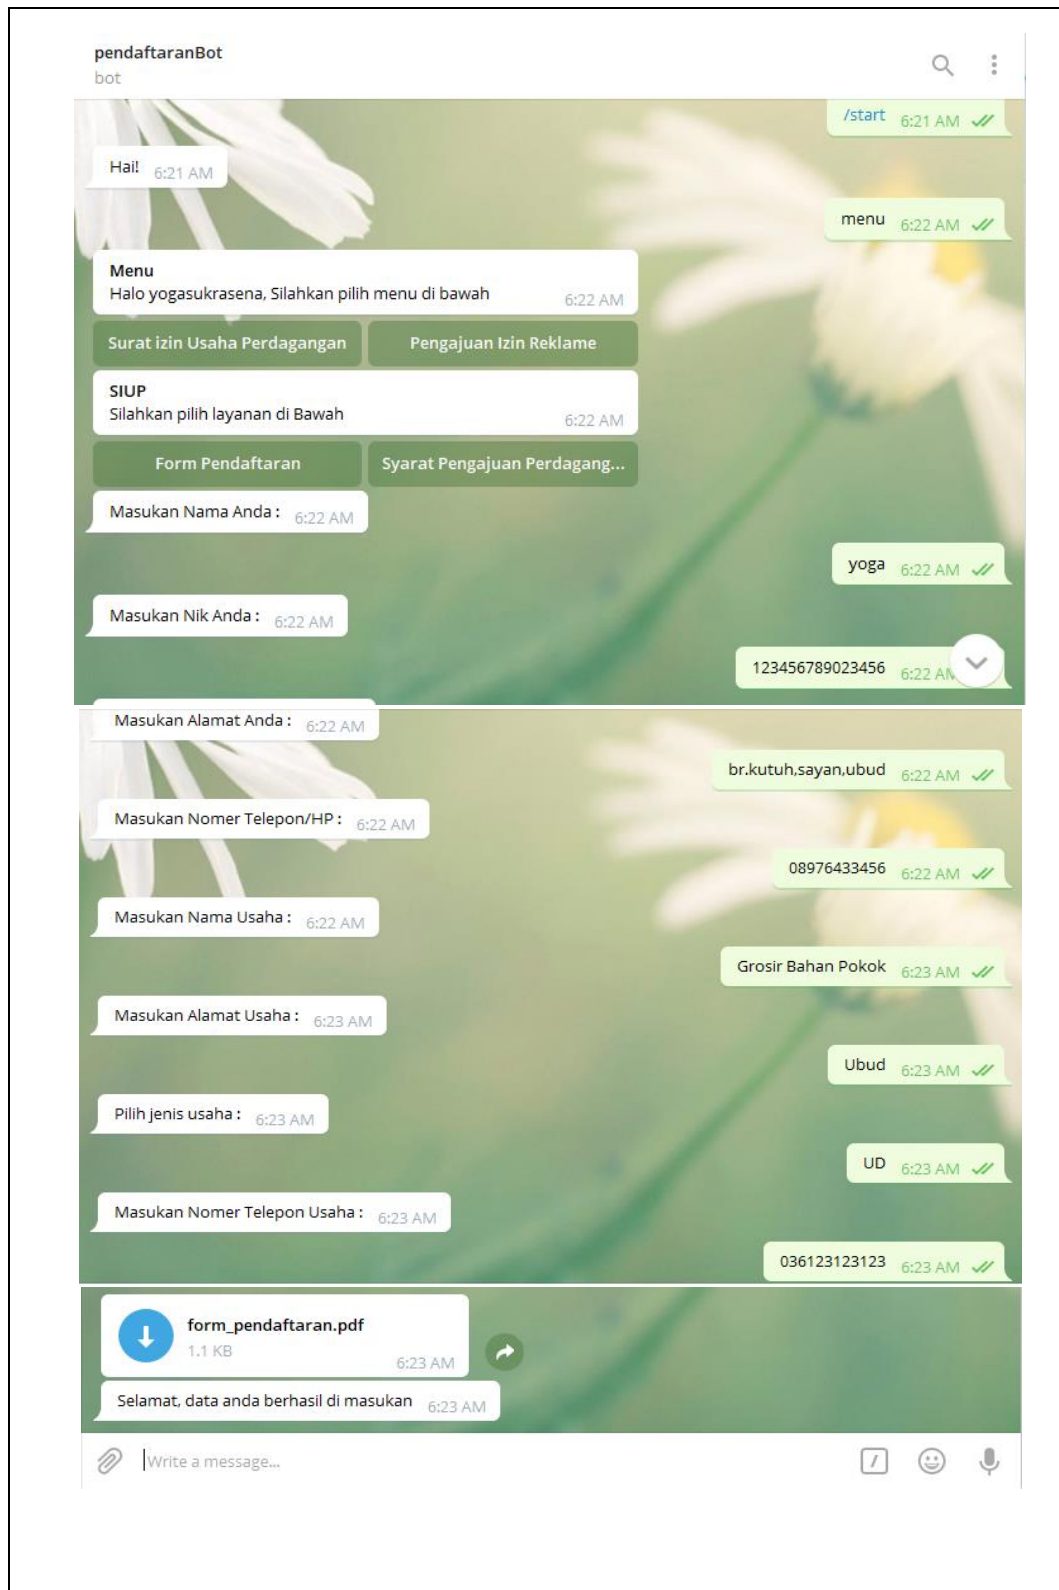 pendaftaranBot
bot
/start 6:21 AM
Hai! 6:21 AM
menu 6:22 AM
Menu
Halo yogasukrasena, Silahkan pilih menu di bawah 6:22 AM
Surat izin Usaha Perdagangan Pengajuan Izin Reklame
SIUP
Silahkan pilih layanan di Bawah 6:22 AM
Form Pendaftaran Syarat Pengajuan Perdagang...
Masukan Nama Anda : 6:22 AM
yoga 6:22 AM
Masukan Nik Anda : 6:22 AM
123456789023456 6:22 AM
Masukan Alamat Anda : 6:22 AM
br.kutuh,sayan,ubud 6:22 AM
Masukan Nomer Telepon/HP : 6:22 AM
08976433456 6:22 AM
Masukan Nama Usaha : 6:22 AM
Grosir Bahan Pokok 6:23 AM
Masukan Alamat Usaha : 6:23 AM
Ubud 6:23 AM
Pilih jenis usaha : 6:23 AM
UD 6:23 AM
Masukan Nomer Telepon Usaha : 6:23 AM
036123123123 6:23 AM
form_pendaftaran.pdf
1.1 KB 6:23 AM
Selamat, data anda berhasil di masukan 6:23 AM
Write a message...